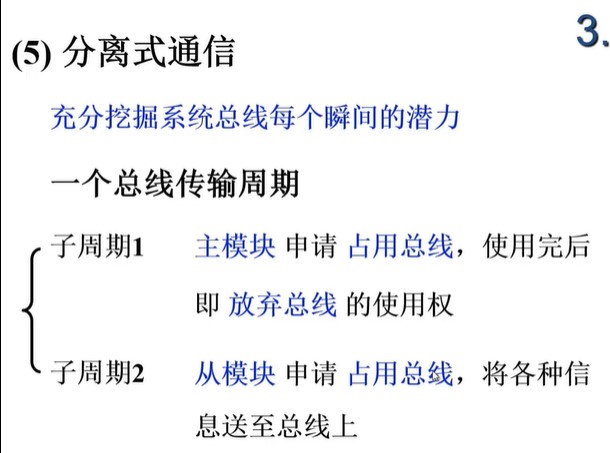 3.
(5) 分离式通信
充分挖掘系统总线每个瞬间的潜力
一个总线传输周期
子周期1 主模块 申请 占用总线，使用完后
即 放弃总线 的使用权
子周期2 从模块 申请 占用总线，将各种信
息送至总线上